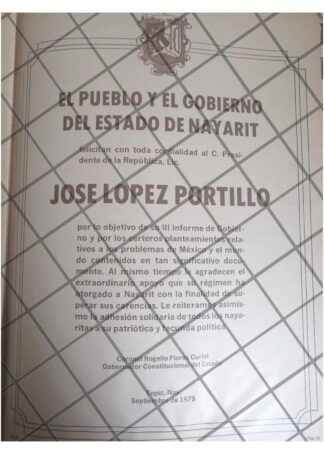 EL PUEBLO Y EL GOBIERNO
DEL ESTADO DE NAYARIT
felicitan con toda cordialidad al C. Presi-
dente de la República, Lic.
JOSE LOPEZ PORTILLO
por lo objetivo de su III Informe de Gobier-
no y por los certeros planteamientos rela-
tivos a los problemas de México y el mun-
do contenidos en tan significativo docu-
mento. Al mismo tiempo le agradecen el
extraordinario apoyo que su régimen ha
otorgado a Nayarit con la finalidad de su-
perar sus carencias. Le reiteramos asimis-
mo la adhesión solidaria de todos los naya-
ritas a su patriótica y fecunda política
Coronel Rogelio Flores Curiel
Gobernador Constitucional del Estado
Tepic, Nay.
Septiembre de 1979